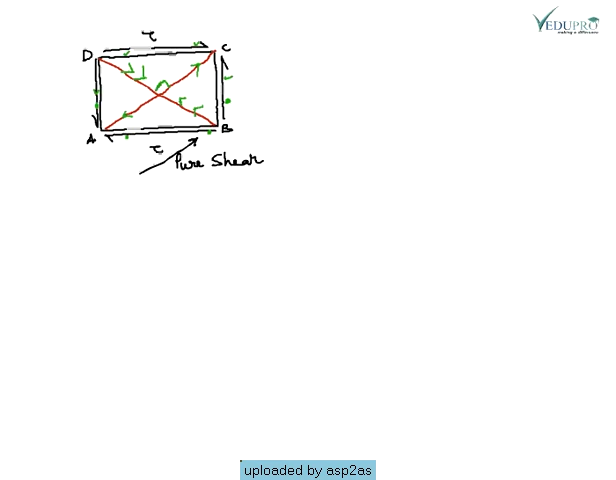 VEDUPRO
making a difference
τ
D
C
A
B
τ
Pure Shear
uploaded by asp2as